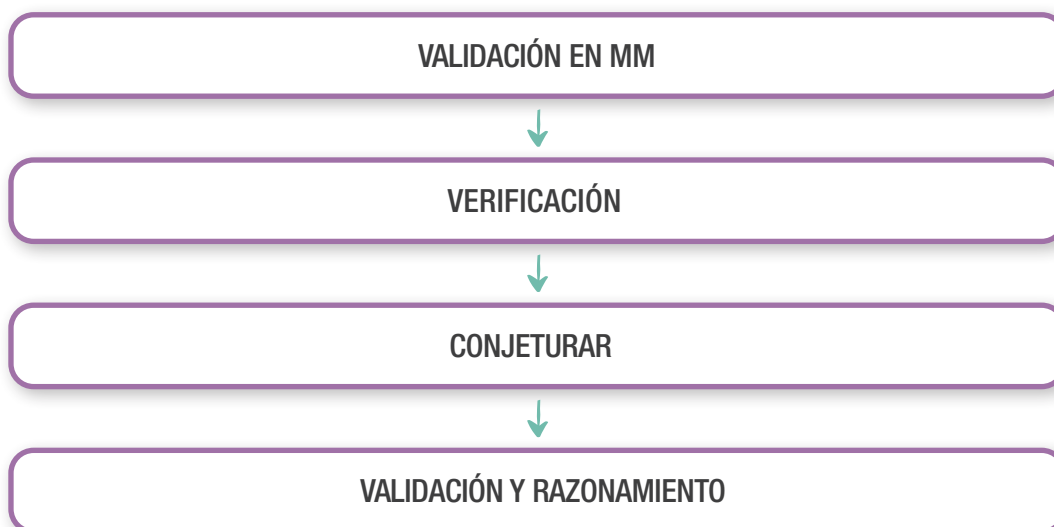 VALIDACIÓN EN MM
VERIFICACIÓN
CONJETURAR
VALIDACIÓN Y RAZONAMIENTO